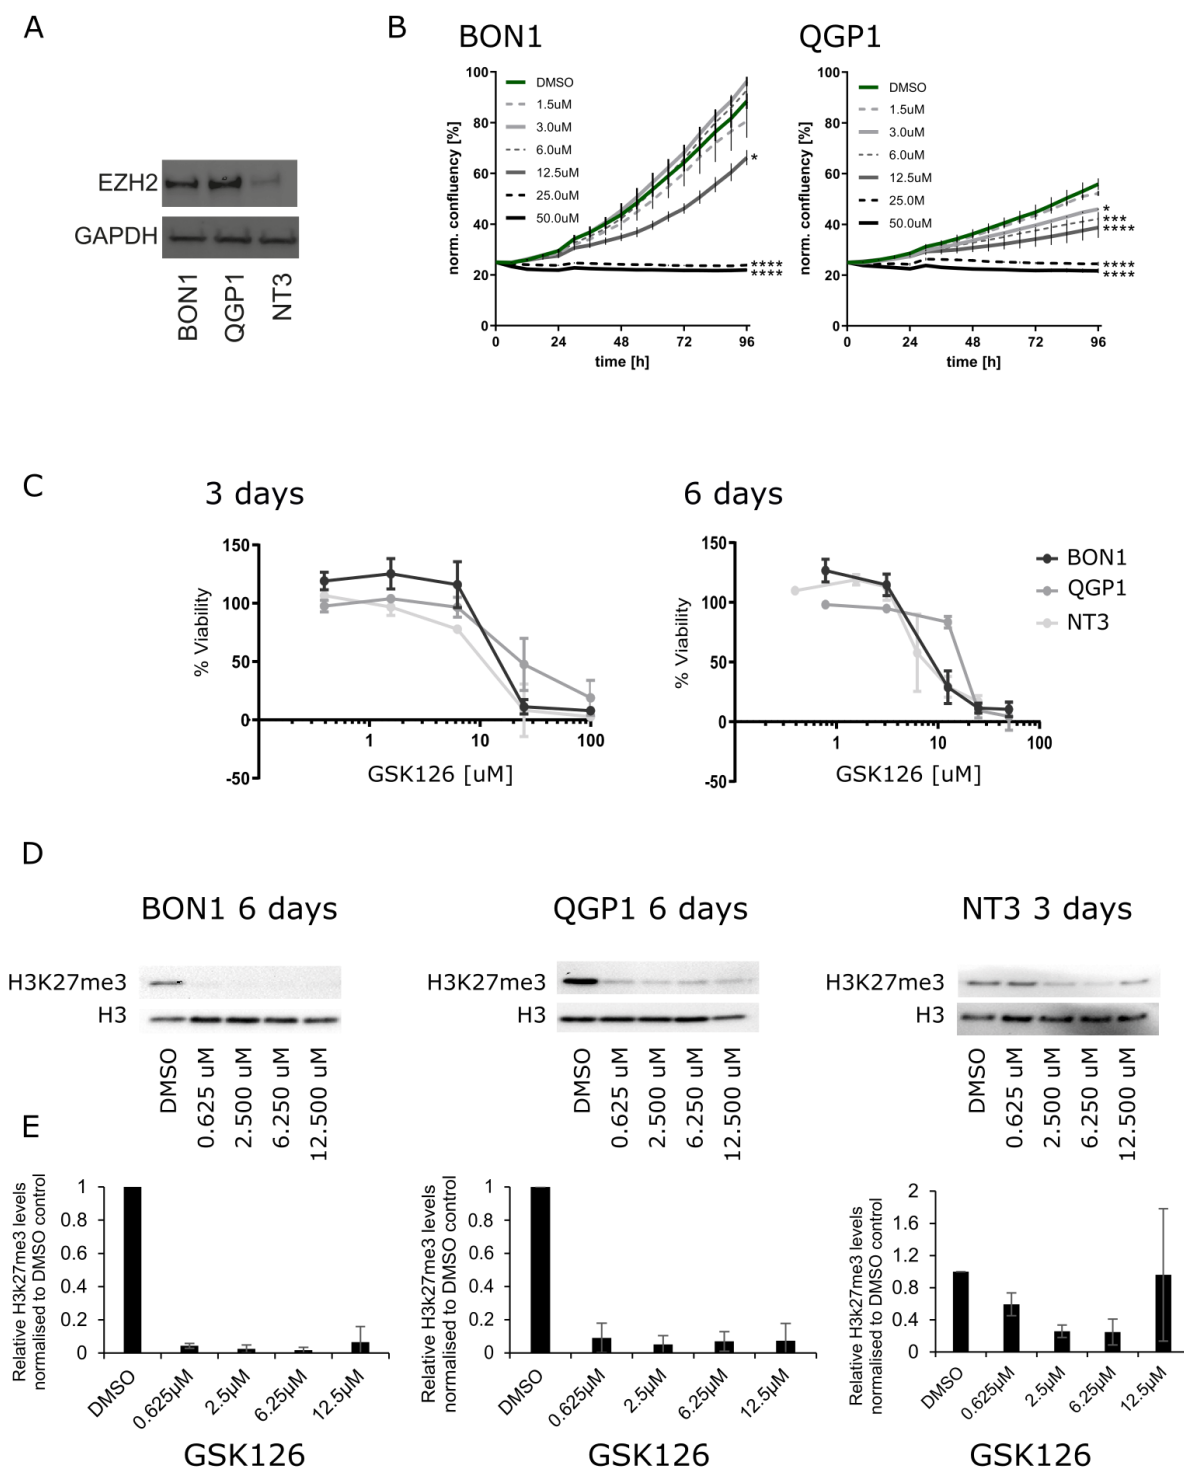 A
EZH2
GAPDH
BON1
QGP1
NT3
B
BON1
norm. confluency [%]
100
80
60
40
20
0
DMSO
1.5uM
3.0uM
6.0uM
12.5uM
25.0M
50.0uM
*
****
****
0 24 48 72 96
time [h]
QGP1
norm. confluency [%]
100
80
60
40
20
0
DMSO
1.5uM
3.0uM
6.0uM
12.5uM
25.0M
50.0uM
*
***
****
****
****
0 24 48 72 96
time [h]
C
3 days
% Viability
150
100
50
0
-50
1 10 100
GSK126 [uM]
6 days
% Viability
150
100
50
0
-50
1 10 100
GSK126 [uM]
BON1
QGP1
NT3
D
BON1 6 days
H3K27me3
H3
DMSO
0.625 uM
2.500 uM
6.250 uM
12.500 uM
QGP1 6 days
H3K27me3
H3
DMSO
0.625 uM
2.500 uM
6.250 uM
12.500 uM
NT3 3 days
H3K27me3
H3
DMSO
0.625 uM
2.500 uM
6.250 uM
12.500 uM
E
Relative H3k27me3 levels
normalised to DMSO control
1
0.8
0.6
0.4
0.2
0
DMSO
0.625µM
2.5µM
6.25µM
12.5µM
GSK126
Relative H3k27me3 levels
normalised to DMSO control
1
0.8
0.6
0.4
0.2
0
DMSO
0.625µM
2.5µM
6.25µM
12.5µM
GSK126
Relative H3k27me3 levels
normalised to DMSO control
2
1.6
1.2
0.8
0.4
0
DMSO
0.625µM
2.5µM
6.25µM
12.5µM
GSK126